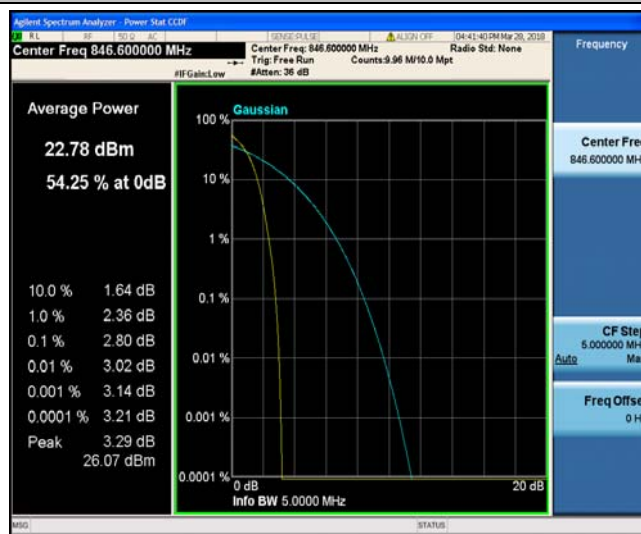 Agilent Spectrum Analyzer - Power Stat CCDF
RL RF 50 Ω AC SENSE:PULSE ALIGN OFF 04:41:40 PM Mar 28, 2018
Center Freq 846.600000 MHz
Center Freq: 846.600000 MHz Radio Std: None
Trig: Free Run Counts:9.96 M/10.0 Mpt
#IFGain:Low #Atten: 36 dB
Frequency
Average Power
22.78 dBm
54.25 % at 0dB
10.0 % 1.64 dB
1.0 % 2.36 dB
0.1 % 2.80 dB
0.01 % 3.02 dB
0.001 % 3.14 dB
0.0001 % 3.21 dB
Peak 3.29 dB
26.07 dBm
Gaussian
100 %
10 %
1 %
0.1 %
0.01 %
0.001 %
0.0001 %
0 dB 20 dB
Info BW 5.0000 MHz
Center Fre
846.600000 MH
CF Step
5.000000 MH
Auto Ma
Freq Offse
0 H
MSG STATUS